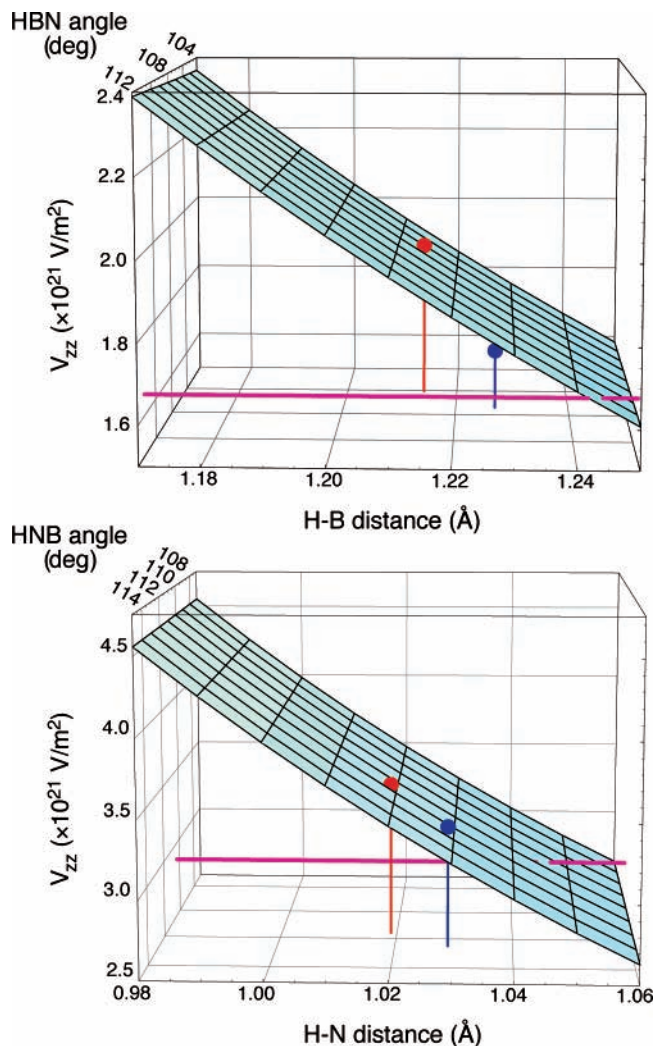 HBN angle
(deg)
104
108
112
2.4
2.2
2.0
1.8
1.6
V_zz (×10^21 V/m^2)
1.18 1.20 1.22 1.24
H-B distance (Å)
HNB angle
(deg)
108
110
112
114
4.5
4.0
3.5
3.0
2.5
V_zz (×10^21 V/m^2)
0.98 1.00 1.02 1.04 1.06
H-N distance (Å)